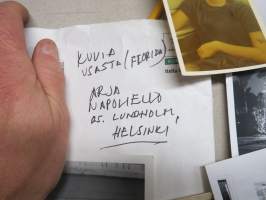 KUVIA
USASTA (FLORIDA)
ARJA
NAPOLIELLO
OS. LUNDHOLM,
HELSINKI